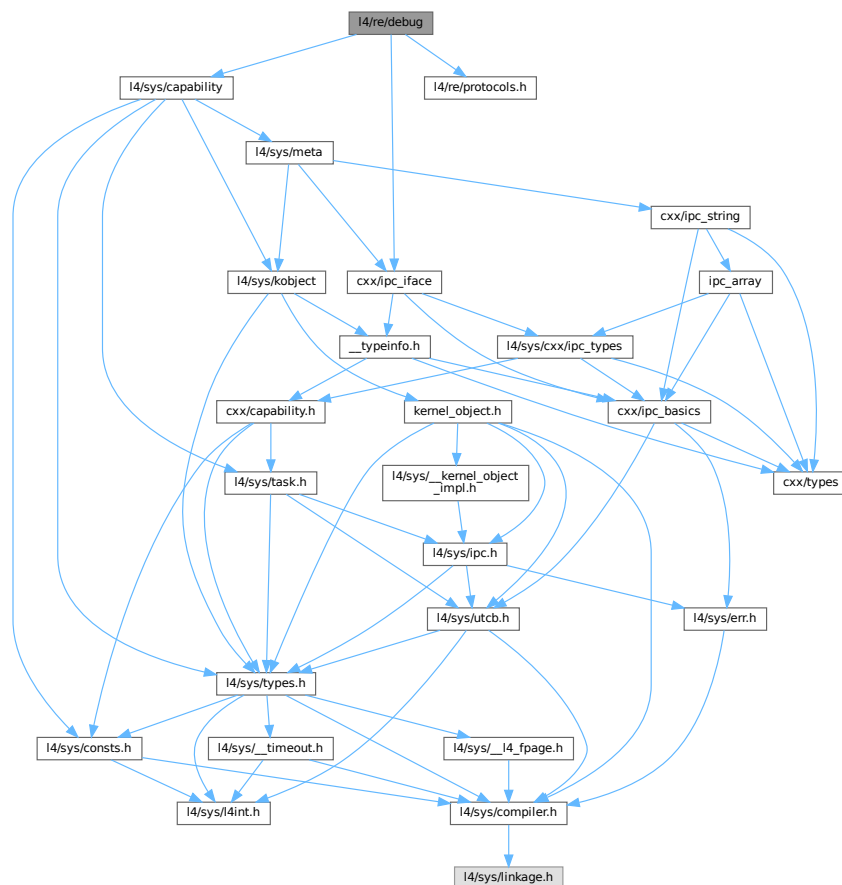 l4/re/debug
l4/sys/capability
l4/re/protocols.h
l4/sys/meta
cxx/ipc_string
l4/sys/kobject
cxx/ipc_iface
ipc_array
__typeinfo.h
l4/sys/cxx/ipc_types
cxx/capability.h
kernel_object.h
cxx/ipc_basics
l4/sys/task.h
l4/sys/__kernel_object
_impl.h
cxx/types
l4/sys/ipc.h
l4/sys/utcb.h
l4/sys/err.h
l4/sys/types.h
l4/sys/consts.h
l4/sys/__timeout.h
l4/sys/__l4_fpage.h
l4/sys/l4int.h
l4/sys/compiler.h
l4/sys/linkage.h